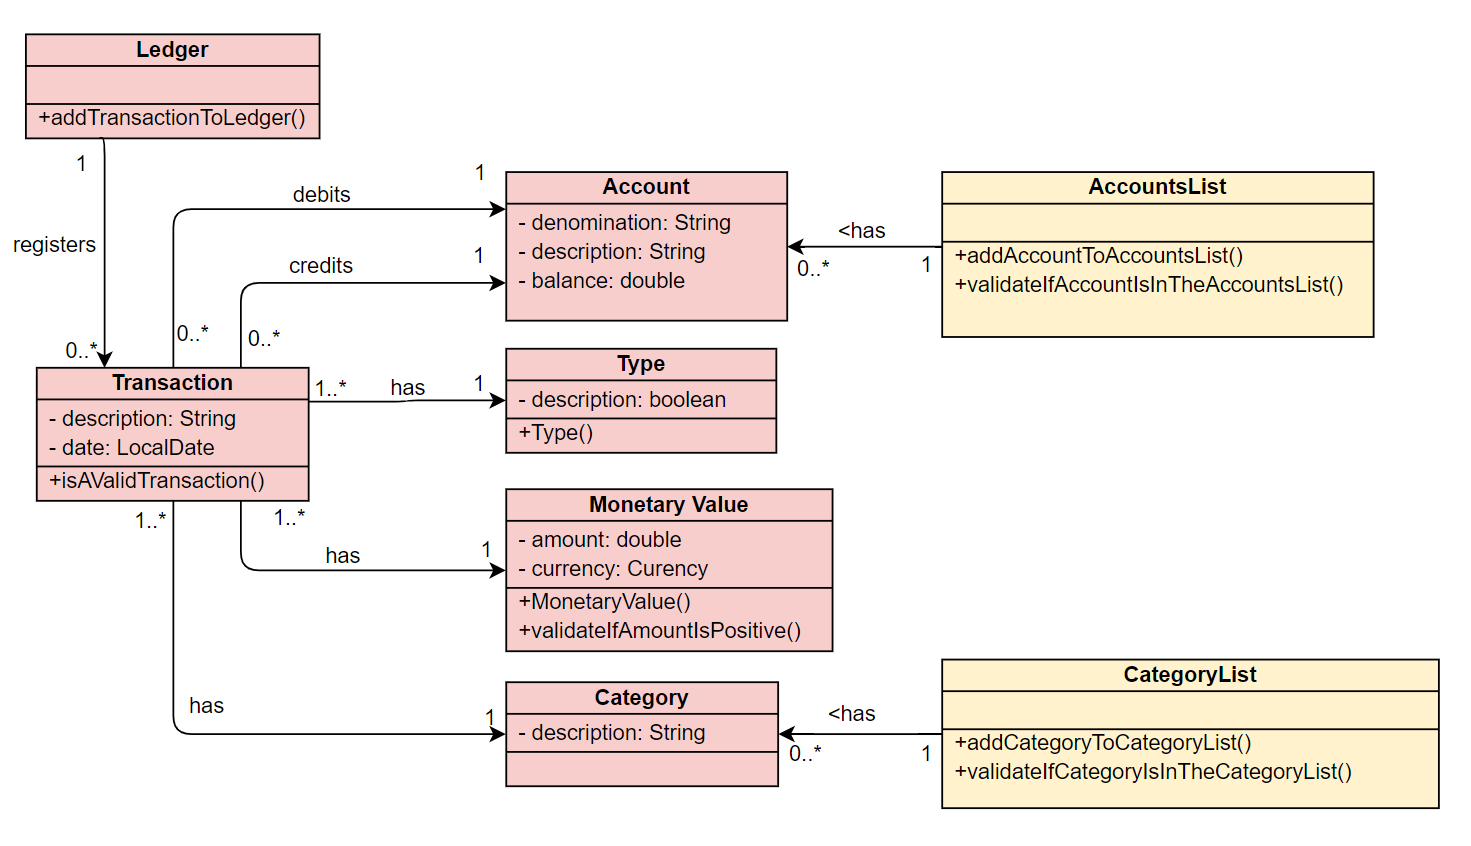 Ledger
+addTransactionToLedger()
1
registers
0..*
debits
1
credits
1
0..*
0..*
Account
- denomination: String
- description: String
- balance: double
<has
0..*
1
AccountsList
+addAccountToAccountsList()
+validateIfAccountIsInTheAccountsList()
Transaction
- description: String
- date: LocalDate
+isAValidTransaction()
1..*
has
1
Type
- description: boolean
+Type()
1..*
1..*
has
1
Monetary Value
- amount: double
- currency: Curency
+MonetaryValue()
+validateIfAmountIsPositive()
has
1
Category
- description: String
<has
0..*
1
CategoryList
+addCategoryToCategoryList()
+validateIfCategoryIsInTheCategoryList()